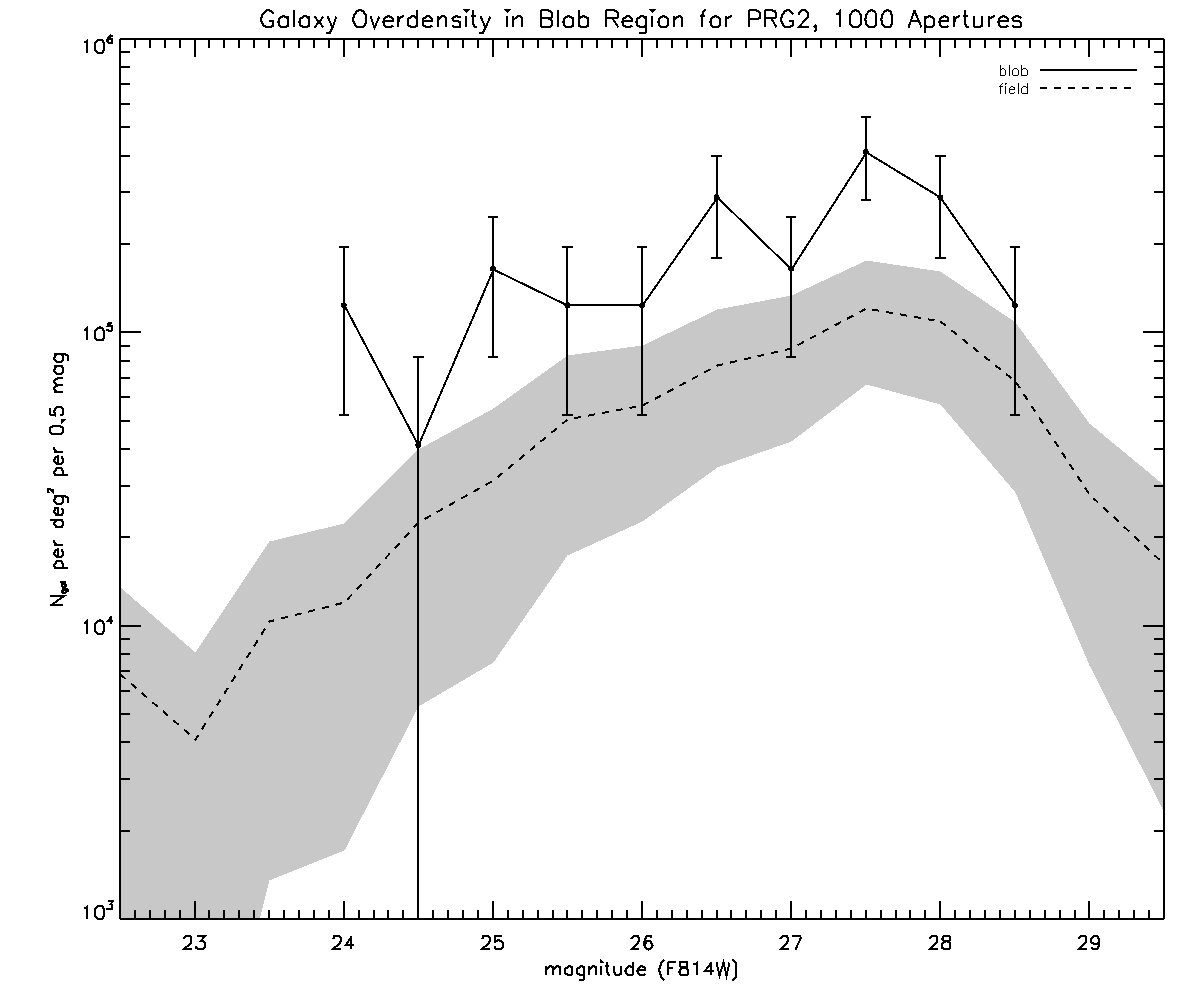 Galaxy Overdensity in Blob Region for PRG2, 1000 Apertures
blob
field
10⁶
10⁵
10⁴
10³
N_gal per deg² per 0.5 mag
23 24 25 26 27 28 29
magnitude (F814W)